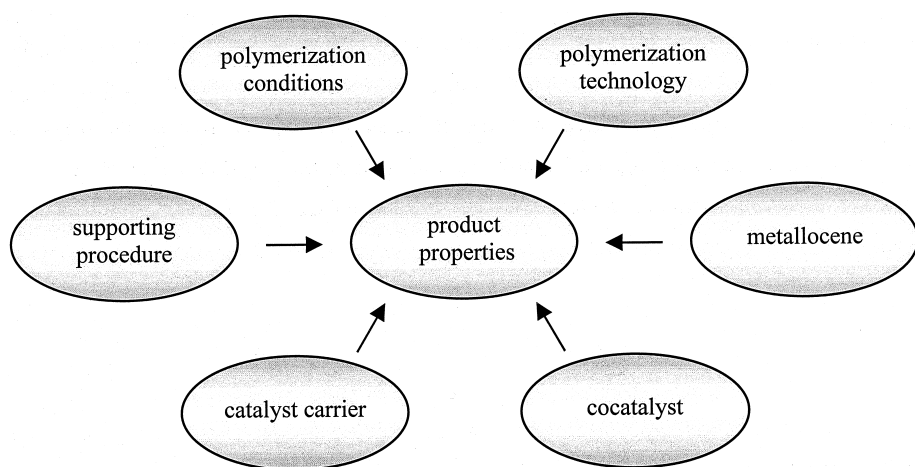 polymerization
conditions
polymerization
technology
supporting
procedure
product
properties
metallocene
catalyst carrier
cocatalyst